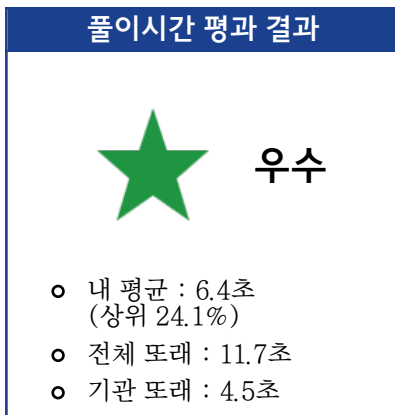 풀이시간 평과 결과
우수
내 평균 : 6.4초
(상위 24.1%)
전체 또래 : 11.7초
기관 또래 : 4.5초